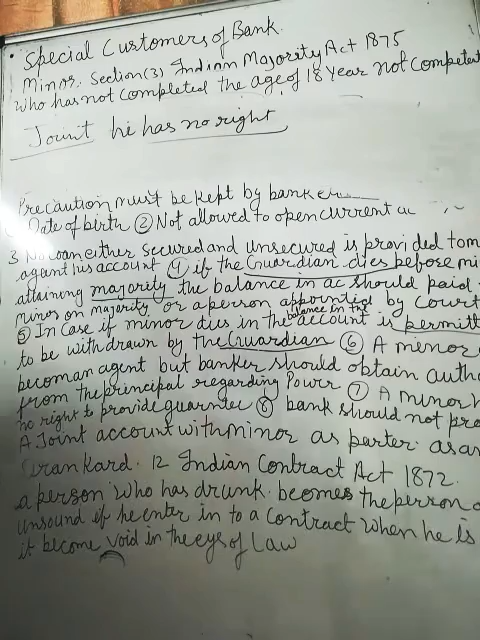 • Special Customers of Bank.
Minor. Section(3) Indian Majority Act 1875
who has not completed the age of 18 Year not Competent
Joint he has no right
Precaution must be kept by banker
Date of birth ② Not allowed to open current
3 No loan either secured and unsecured is provided to
against his account ④ if the Guardian dies before
attaining majority the balance in ac should paid
minor on majority or a person appointed by Court
⑤ In Case if minor dies in the balance in the account is permitt
to be withdrawn by the Guardian ⑥ A menor
becoman agent but banker should obtain auth
from the principal regarding Power ⑦ A minor
no right to provide guarnter ⑧ bank should not pro
A Joint account with minor as parter. as an
Drankard. 12 Indian Contract Act 1872.
a person who has drunk. becomes the person
unsound if he enter in to a Contract when he is
it become void in the eyes of Law